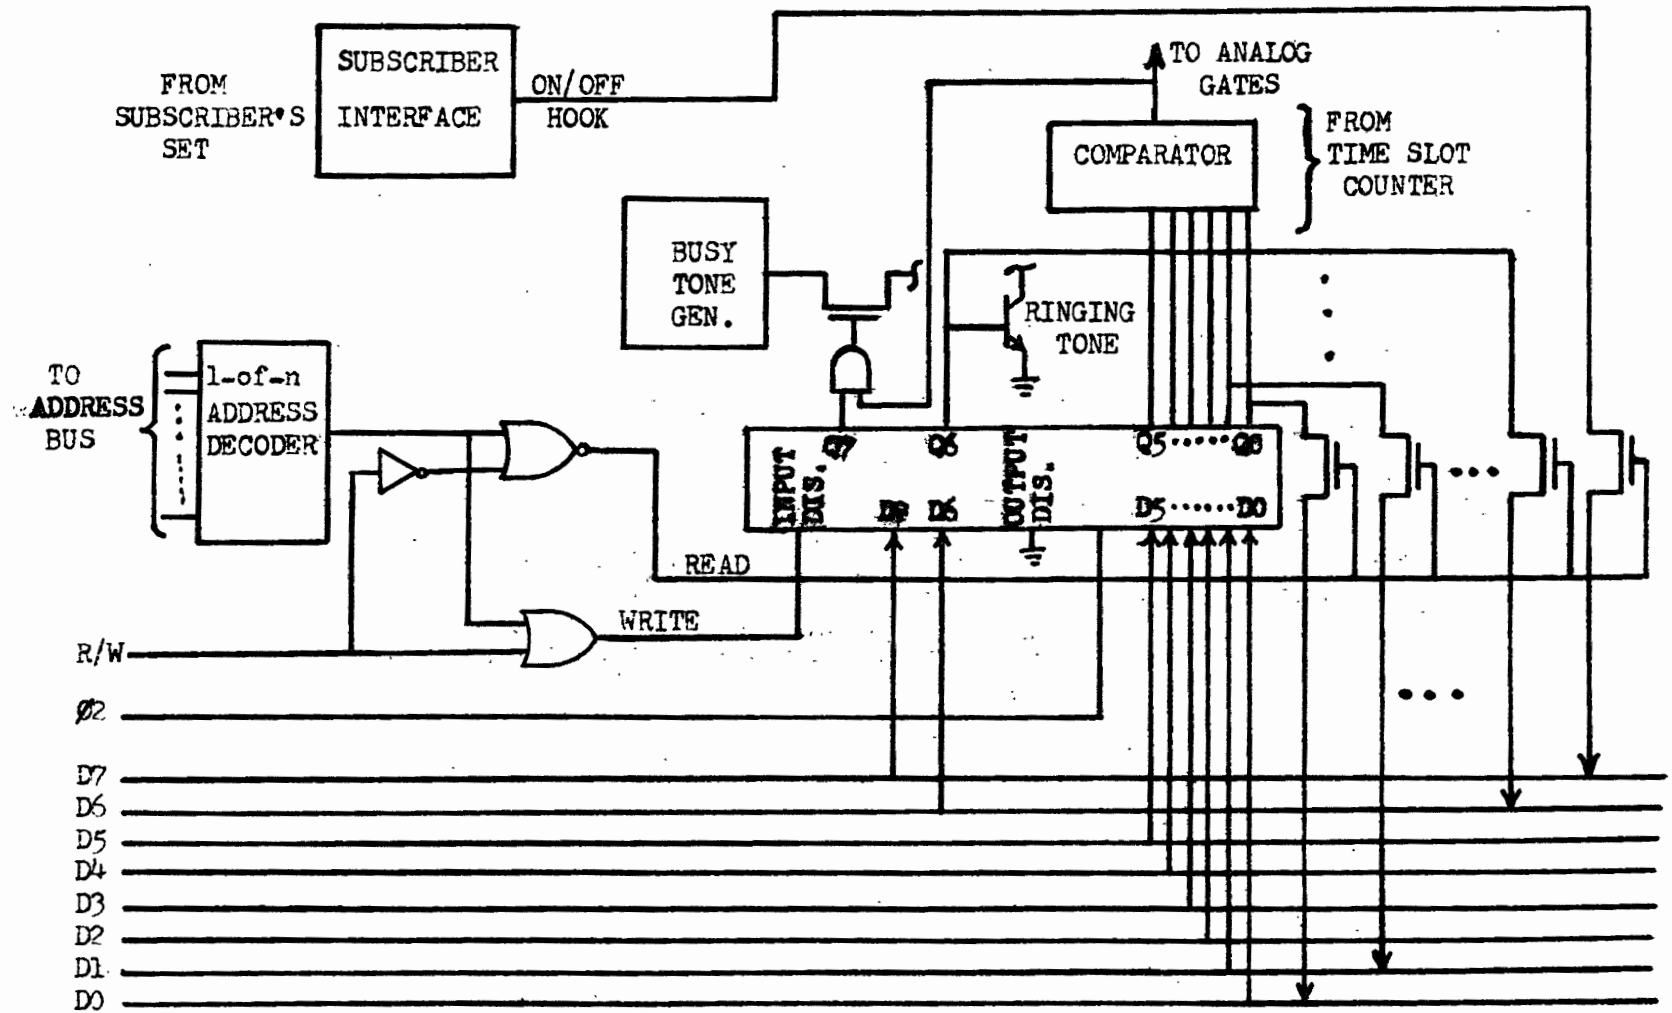 SUBSCRIBER
INTERFACE
FROM
SUBSCRIBER'S
SET
ON/OFF
HOOK
TO ANALOG
GATES
COMPARATOR
FROM
TIME SLOT
COUNTER
BUSY
TONE
GEN.
RINGING
TONE
TO
ADDRESS
BUS
1-of-n
ADDRESS
DECODER
INPUT
DIS.
Q7
Q6
OUTPUT
DIS.
Q5
Q0
D6
D5
D0
READ
WRITE
R/W
Ø2
D7
D6
D5
D4
D3
D2
D1
D0